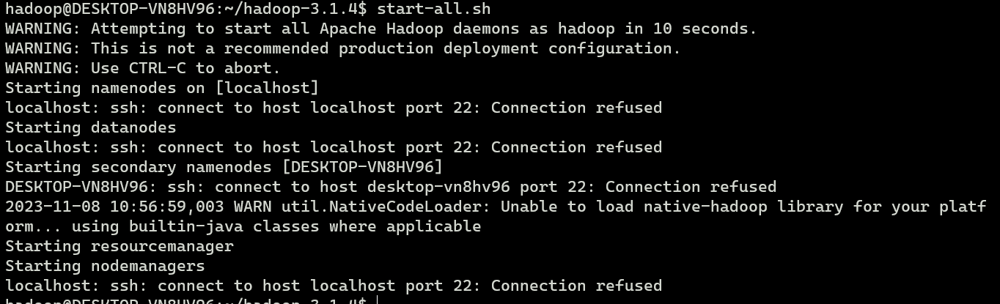 hadoop@DESKTOP-VN8HV96:~/hadoop-3.1.4$ start-all.sh
WARNING: Attempting to start all Apache Hadoop daemons as hadoop in 10 seconds.
WARNING: This is not a recommended production deployment configuration.
WARNING: Use CTRL-C to abort.
Starting namenodes on [localhost]
localhost: ssh: connect to host localhost port 22: Connection refused
Starting datanodes
localhost: ssh: connect to host localhost port 22: Connection refused
Starting secondary namenodes [DESKTOP-VN8HV96]
DESKTOP-VN8HV96: ssh: connect to host desktop-vn8hv96 port 22: Connection refused
2023-11-08 10:56:59,003 WARN util.NativeCodeLoader: Unable to load native-hadoop library for your platf
orm... using builtin-java classes where applicable
Starting resourcemanager
Starting nodemanagers
localhost: ssh: connect to host localhost port 22: Connection refused
hadoop@DESKTOP-VN8HV96:~/hadoop-3.1.4$